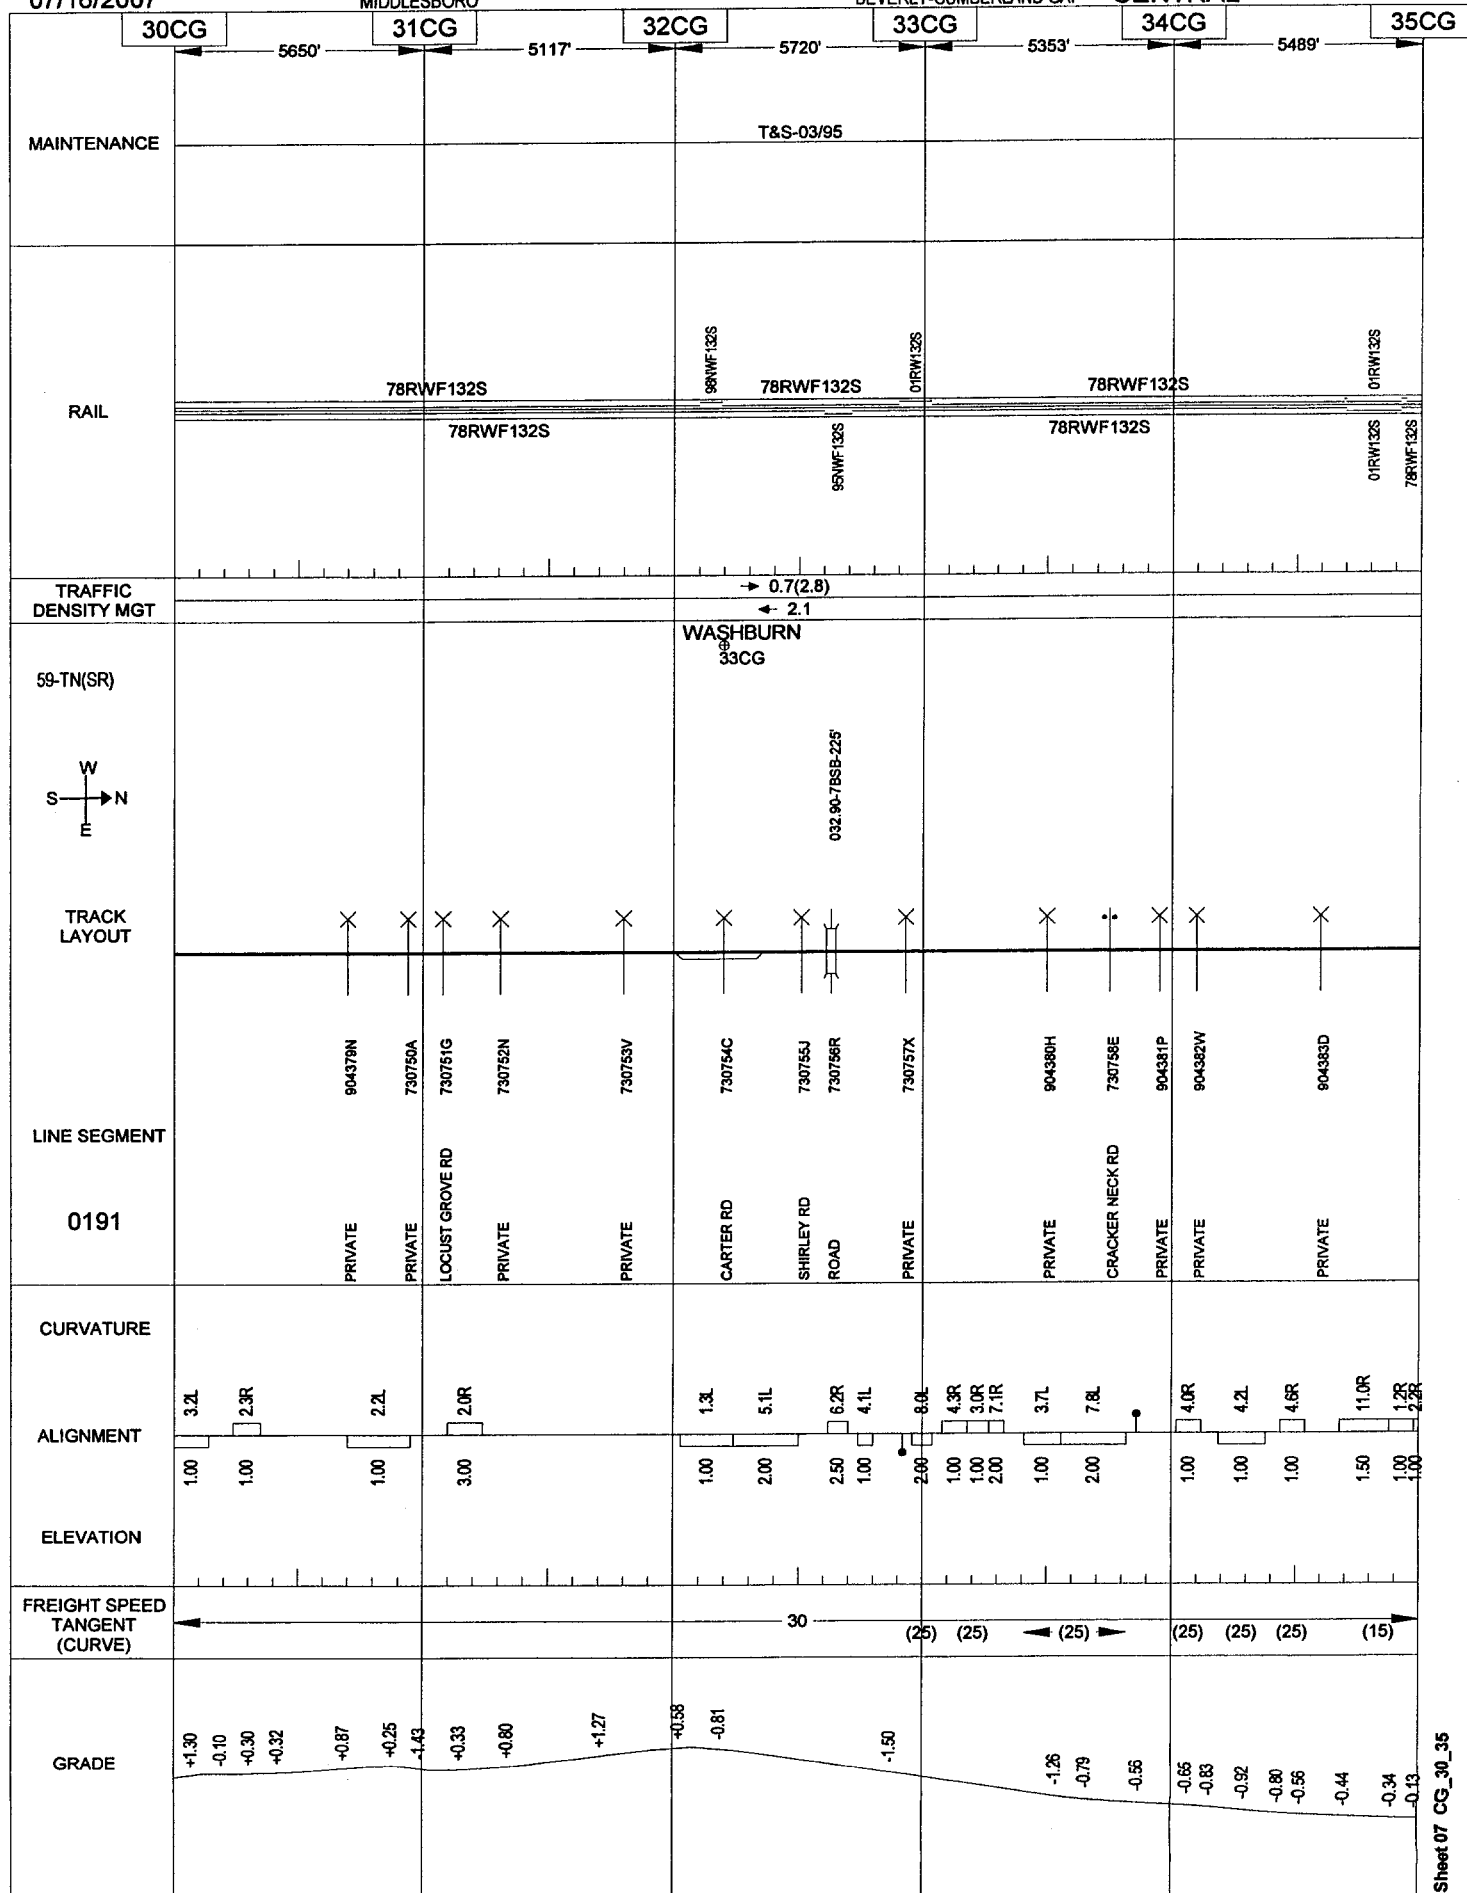 07/16/2007 MIDDLESBORO BEVERLY-CUMBERLAND GAP CENTRAL
30CG 31CG 32CG 33CG 34CG 35CG
5650' 5117' 5720' 5353' 5489'
MAINTENANCE
T&S-03/95
RAIL
98NWF132S 01RW132S 01RW132S
78RWF132S 78RWF132S 78RWF132S
78RWF132S 78RWF132S
95NWF132S 01RW132S 78RWF132S
TRAFFIC
DENSITY MGT
0.7(2.8)
2.1
WASHBURN
33CG
59-TN(SR)
W
S N
E
032.90-7BSB-225'
TRACK
LAYOUT
904379N 730750A 730751G 730752N 730753V 730754C 730755J 730756R 730757X 904380H 730758E 904381P 904382W 904383D
LINE SEGMENT
0191
PRIVATE PRIVATE LOCUST GROVE RD PRIVATE PRIVATE CARTER RD SHIRLEY RD ROAD PRIVATE PRIVATE CRACKER NECK RD PRIVATE PRIVATE PRIVATE
CURVATURE
3.2L 2.3R 2.2L 2.0R 1.3L 5.1L 6.2R 4.1L 8.0L 4.3R 3.0R 7.1R 3.7L 7.8L 4.0R 4.2L 4.6R 11.0R 1.2R 2.2R
ALIGNMENT
1.00 1.00 1.00 3.00 1.00 2.00 2.50 1.00 2.00 1.00 1.00 2.00 1.00 2.00 1.00 1.00 1.00 1.50 1.00 1.00
ELEVATION
FREIGHT SPEED
TANGENT
(CURVE)
30
(25) (25) (25) (25) (25) (25) (15)
GRADE
+1.30 -0.10 +0.30 +0.32 +0.87 +0.25 -1.43 +0.33 +0.80 +1.27 +0.58 -0.81 -1.50 -1.26 -0.79 -0.55 -0.65 -0.83 -0.92 -0.80 -0.56 -0.44 -0.34 -0.13
Sheet 07 CG_30_35